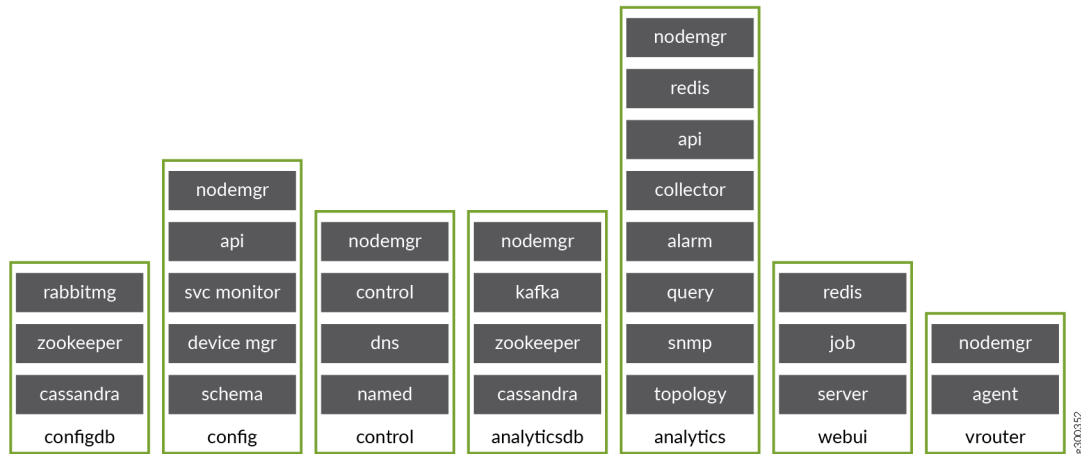 rabbitmg
zookeeper
cassandra
configdb
nodemgr
api
svc monitor
device mgr
schema
config
nodemgr
control
dns
named
control
nodemgr
kafka
zookeeper
cassandra
analyticsdb
nodemgr
redis
api
collector
alarm
query
snmp
topology
analytics
redis
job
server
webui
nodemgr
agent
vrouter
g300352